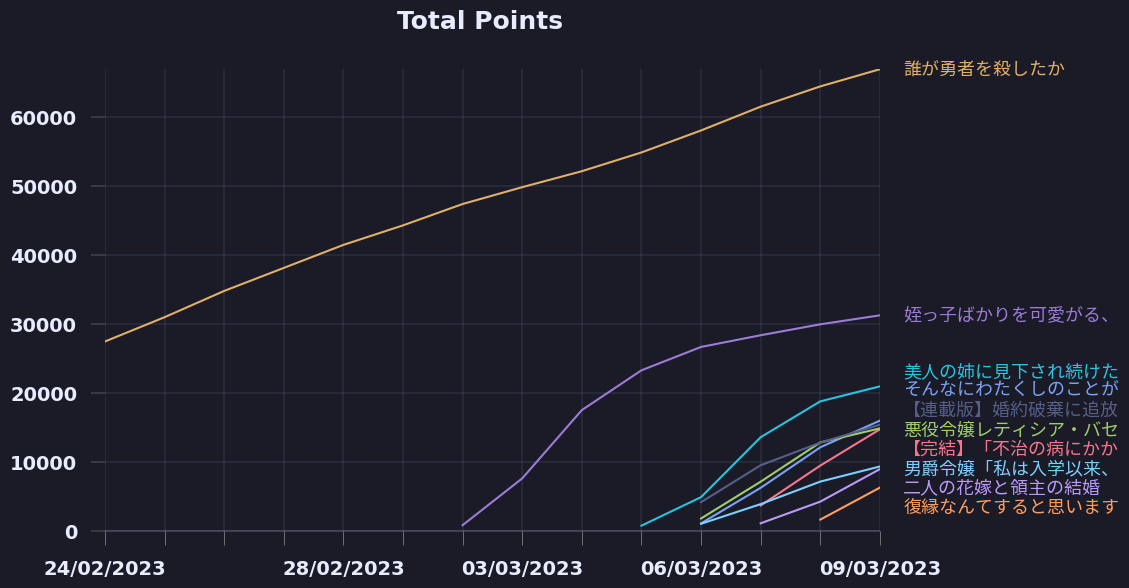 Total Points
60000
50000
40000
30000
20000
10000
0
24/02/2023
28/02/2023
03/03/2023
06/03/2023
09/03/2023
誰が勇者を殺したか
姪っ子ばかりを可愛がる、
美人の姉に見下され続けた
そんなにわたくしのことが
【連載版】婚約破棄に追放
悪役令嬢レティシア・バセ
【完結】「不治の病にかか
男爵令嬢「私は入学以来、
二人の花嫁と領主の結婚
復縁なんてすると思います